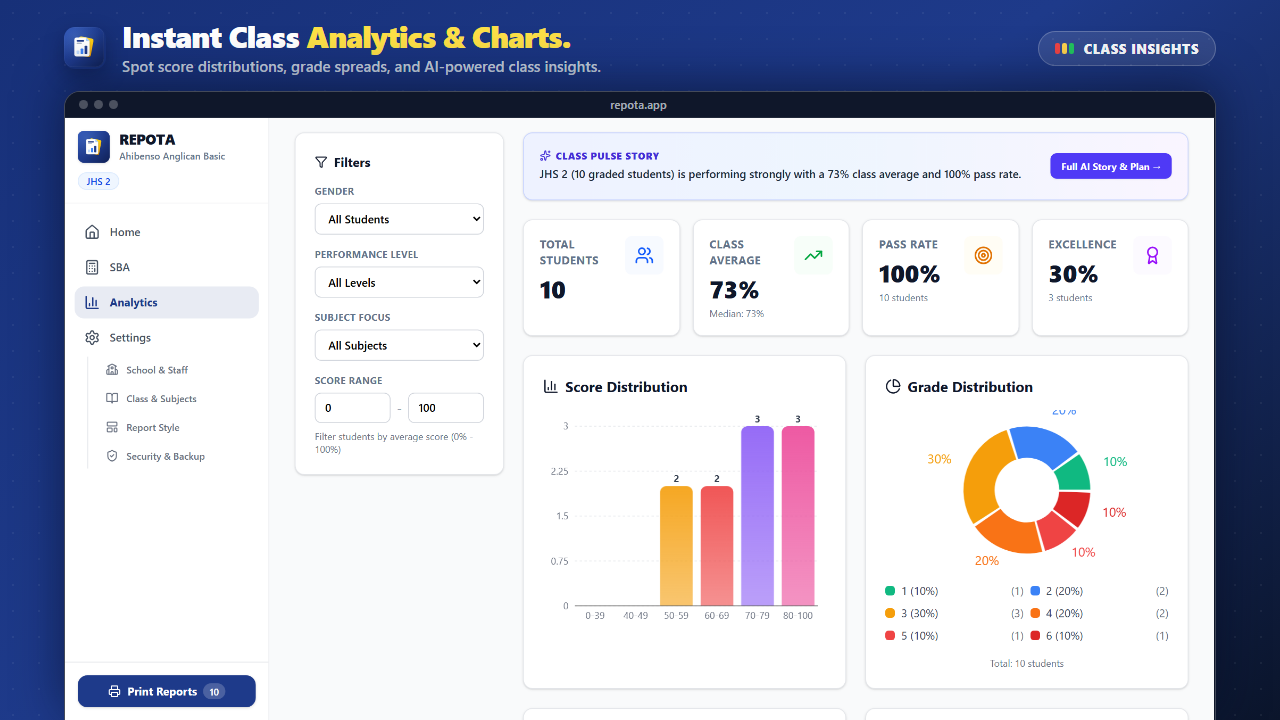 Instant Class Analytics & Charts.
Spot score distributions, grade spreads, and AI-powered class insights.
CLASS INSIGHTS
repota.app
REPOTA
Ahibenso Anglican Basic
JHS 2
Home
SBA
Analytics
Settings
School & Staff
Class & Subjects
Report Style
Security & Backup
Print Reports 10
Filters
GENDER
All Students
PERFORMANCE LEVEL
All Levels
SUBJECT FOCUS
All Subjects
SCORE RANGE
0 - 100
Filter students by average score (0% -
100%)
CLASS PULSE STORY
JHS 2 (10 graded students) is performing strongly with a 73% class average and 100% pass rate.
Full AI Story & Plan →
TOTAL
STUDENTS
10
CLASS
AVERAGE
73%
Median: 73%
PASS RATE
100%
10 students
EXCELLENCE
30%
3 students
Score Distribution
3
2.25
1.5
0.75
0
2 2 3 3
0-39 40-49 50-59 60-69 70-79 80-100
Grade Distribution
20%
30%
10%
10%
10%
20%
1 (10%) (1) 2 (20%) (2)
3 (30%) (3) 4 (20%) (2)
5 (10%) (1) 6 (10%) (1)
Total: 10 students